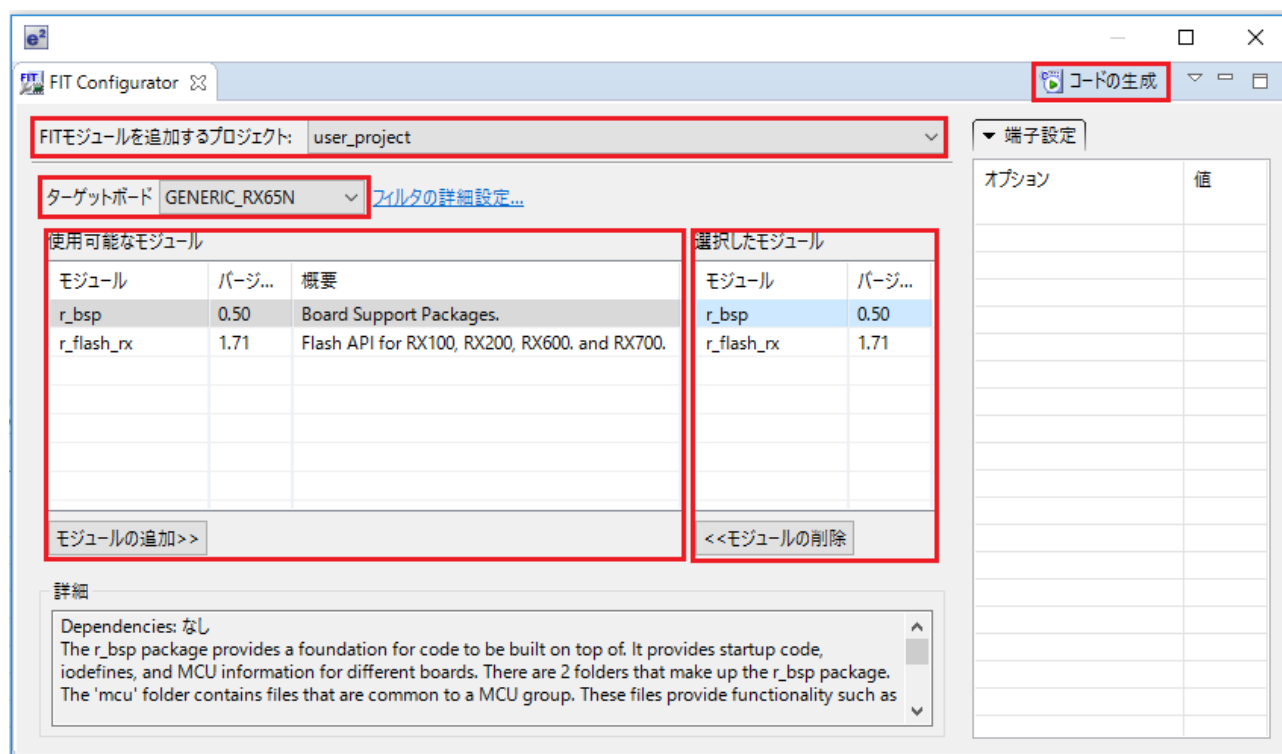 e²
FIT Configurator
コードの生成
FITモジュールを追加するプロジェクト: user_project
ターゲットボード GENERIC_RX65N フィルタの詳細設定...
使用可能なモジュール
モジュール バージ... 概要
r_bsp 0.50 Board Support Packages.
r_flash_rx 1.71 Flash API for RX100, RX200, RX600. and RX700.
モジュールの追加>>
選択したモジュール
モジュール バージ...
r_bsp 0.50
r_flash_rx 1.71
<<モジュールの削除
詳細
Dependencies: なし
The r_bsp package provides a foundation for code to be built on top of. It provides startup code,
iodefines, and MCU information for different boards. There are 2 folders that make up the r_bsp package.
The 'mcu' folder contains files that are common to a MCU group. These files provide functionality such as
端子設定
オプション 値